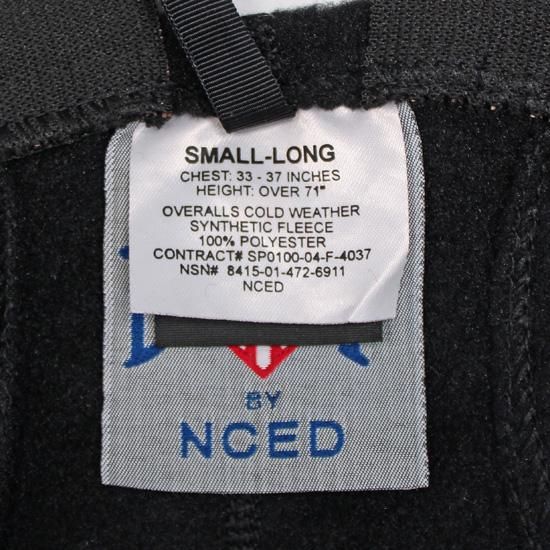 SMALL-LONG
CHEST: 33 - 37 INCHES
HEIGHT: OVER 71"
OVERALLS COLD WEATHER
SYNTHETIC FLEECE
100% POLYESTER
CONTRACT# SP0100-04-F-4037
NSN# 8415-01-472-6911
NCED
BY
NCED